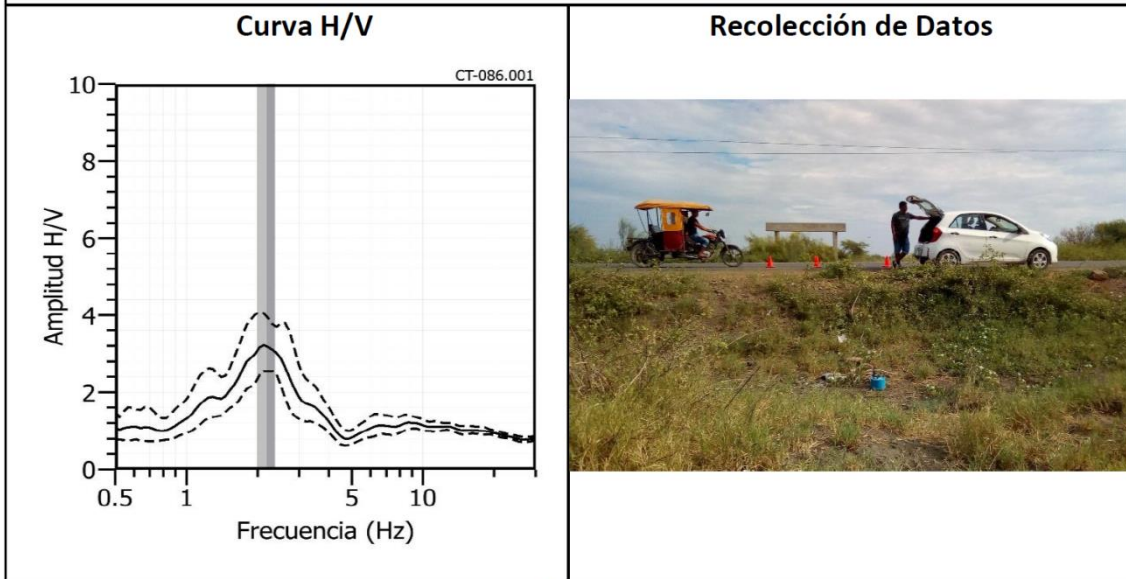 Curva H/V
Recolección de Datos
CT-086.001
10
8
6
4
2
0
Amplitud H/V
0.5 1 5 10
Frecuencia (Hz)